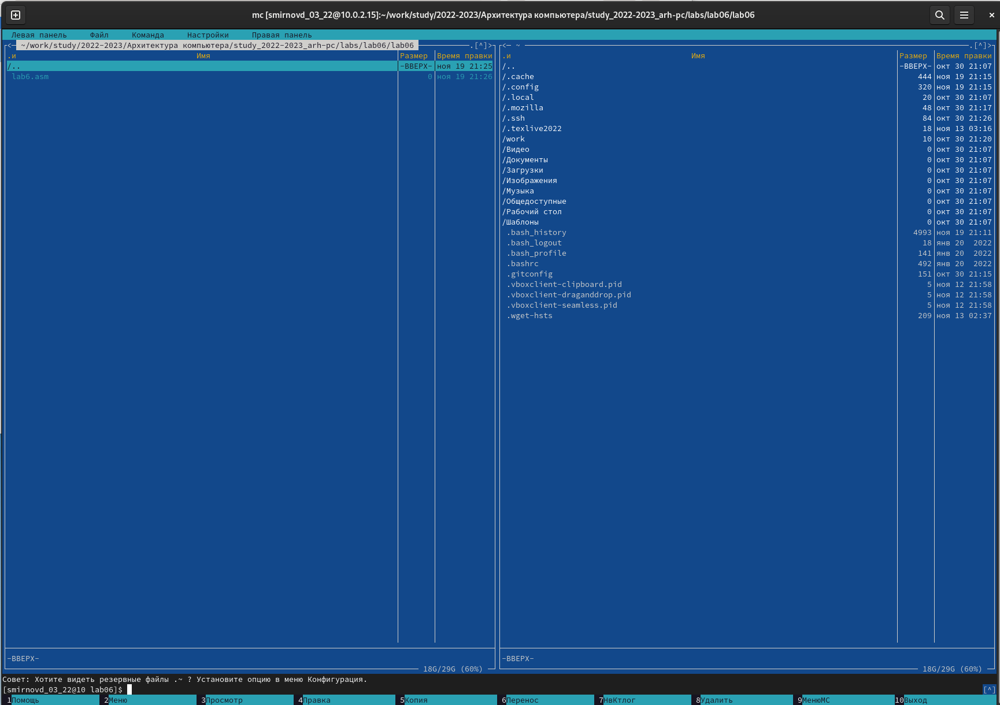 mc [smirnovd_03_22@10.0.2.15]:~/work/study/2022-2023/Архитектура компьютера/study_2022-2023_arh-pc/labs/lab06/lab06
Левая панель Файл Команда Настройки Правая панель
<─ ~/work/study/2022-2023/Архитектура компьютера/study_2022-2023_arh-pc/labs/lab06/lab06 .[^]>
.и Имя Размер Время правки
/.. -ВВЕРХ- ноя 19 21:25
lab6.asm 0 ноя 19 21:26
-ВВЕРХ-
18G/29G (60%)
<─ ~ .[^]>
.и Имя Размер Время правки
/.. -ВВЕРХ- окт 30 21:07
/.cache 444 ноя 19 21:15
/.config 320 ноя 19 21:15
/.local 20 окт 30 21:07
/.mozilla 48 окт 30 21:17
/.ssh 84 окт 30 21:26
/.texlive2022 18 ноя 13 03:16
/work 10 окт 30 21:20
/Видео 0 окт 30 21:07
/Документы 0 окт 30 21:07
/Загрузки 0 окт 30 21:07
/Изображения 0 окт 30 21:07
/Музыка 0 окт 30 21:07
/Общедоступные 0 окт 30 21:07
/Рабочий стол 0 окт 30 21:07
/Шаблоны 0 окт 30 21:07
.bash_history 4993 ноя 19 21:11
.bash_logout 18 янв 20 2022
.bash_profile 141 янв 20 2022
.bashrc 492 янв 20 2022
.gitconfig 151 окт 30 21:15
.vboxclient-clipboard.pid 5 ноя 12 21:58
.vboxclient-draganddrop.pid 5 ноя 12 21:58
.vboxclient-seamless.pid 5 ноя 12 21:58
.wget-hsts 209 ноя 13 02:37
-ВВЕРХ-
18G/29G (60%)
Совет: Хотите видеть резервные файлы .~ ? Установите опцию в меню Конфигурация.
[smirnovd_03_22@10 lab06]$ [^]
1Помощь 2Меню 3Просмотр 4Правка 5Копия 6Перенос 7НвКтлог 8Удалить 9МенюМС 10Выход